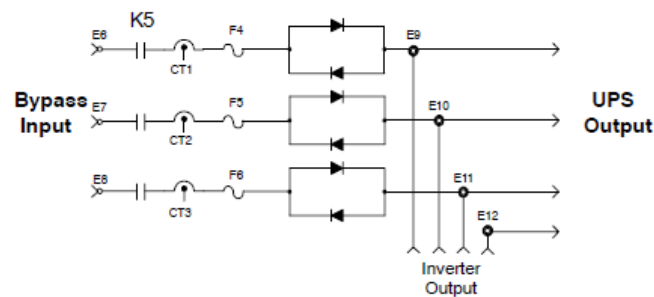 E6
K5
F4
E9
CT1
Bypass
Input
E7
F5
E10
UPS
Output
CT2
E8
F6
E11
CT3
E12
Inverter
Output